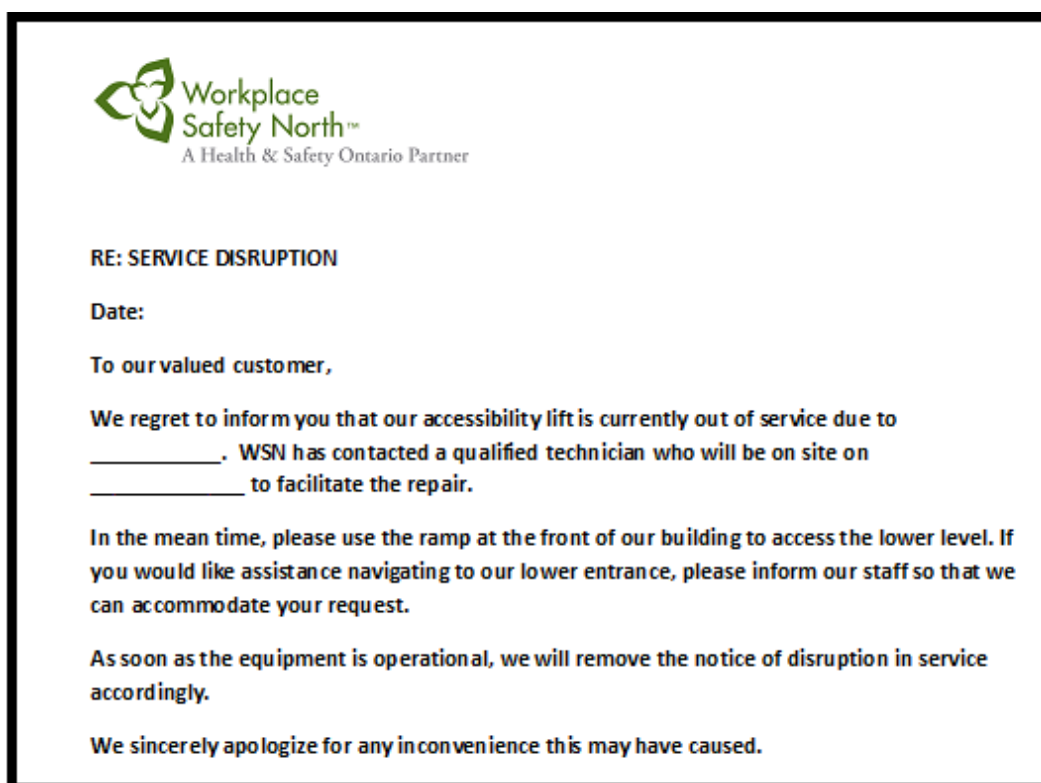 Workplace
Safety North™
A Health & Safety Ontario Partner
RE: SERVICE DISRUPTION
Date:
To our valued customer,
We regret to inform you that our accessibility lift is currently out of service due to
___________. WSN has contacted a qualified technician who will be on site on
_____________ to facilitate the repair.
In the mean time, please use the ramp at the front of our building to access the lower level. If
you would like assistance navigating to our lower entrance, please inform our staff so that we
can accommodate your request.
As soon as the equipment is operational, we will remove the notice of disruption in service
accordingly.
We sincerely apologize for any inconvenience this may have caused.